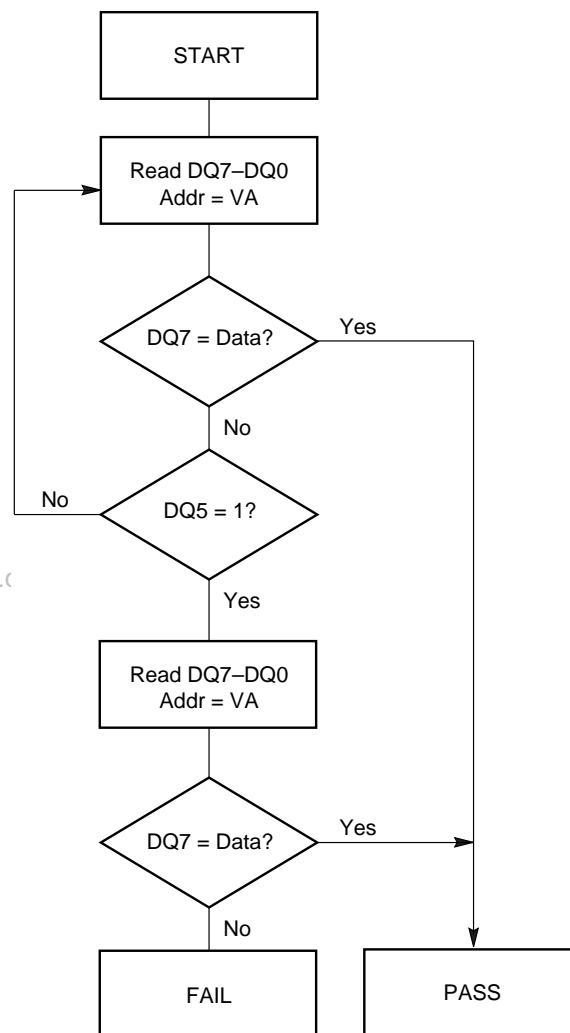 START
Read DQ7–DQ0
Addr = VA
DQ7 = Data?
Yes
No
DQ5 = 1?
No
Yes
Read DQ7–DQ0
Addr = VA
DQ7 = Data?
Yes
No
FAIL
PASS